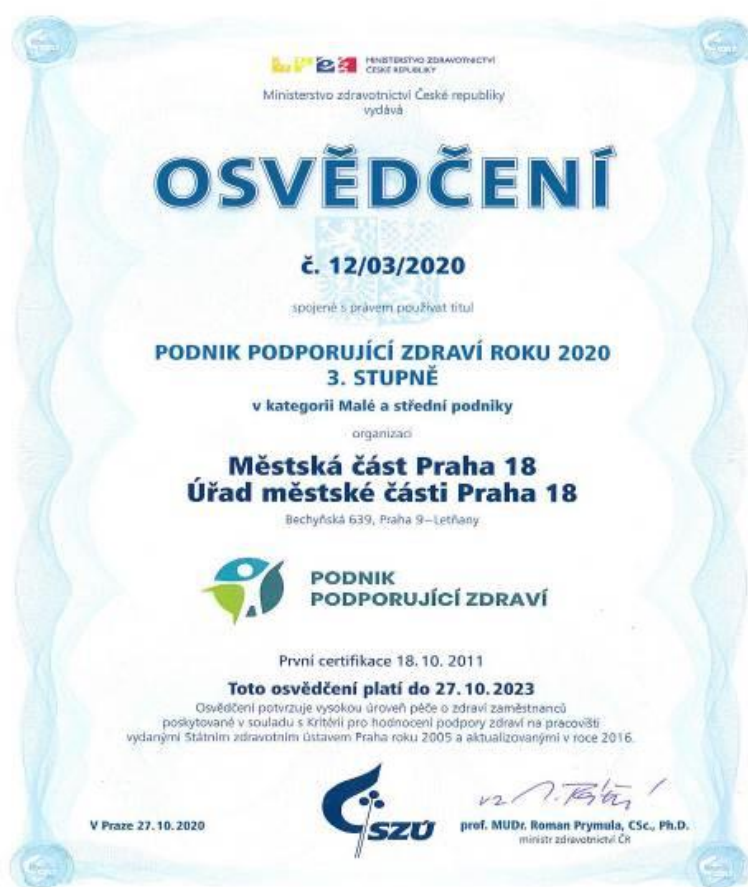 MINISTERSTVO ZDRAVOTNICTVÍ
ČESKÉ REPUBLIKY
Ministerstvo zdravotnictví České republiky
vydává
OSVĚDČENÍ
č. 12/03/2020
spojené s právem používat titul
PODNIK PODPORUJÍCÍ ZDRAVÍ ROKU 2020
3. STUPNĚ
v kategorii Malé a střední podniky
organizaci
Městská část Praha 18
Úřad městské části Praha 18
Bechyňská 639, Praha 9–Letňany
PODNIK
PODPORUJÍCÍ ZDRAVÍ
První certifikace 18. 10. 2011
Toto osvědčení platí do 27. 10. 2023
Osvědčení potvrzuje vysokou úroveň péče o zdraví zaměstnanců
poskytované v souladu s Kritérii pro hodnocení podpory zdraví na pracovišti
vydanými Státním zdravotním ústavem Praha roku 2005 a aktualizovanými v roce 2016.
SZÚ
V Praze 27. 10. 2020
vz
prof. MUDr. Roman Prymula, CSc., Ph.D.
ministr zdravotnictví ČR